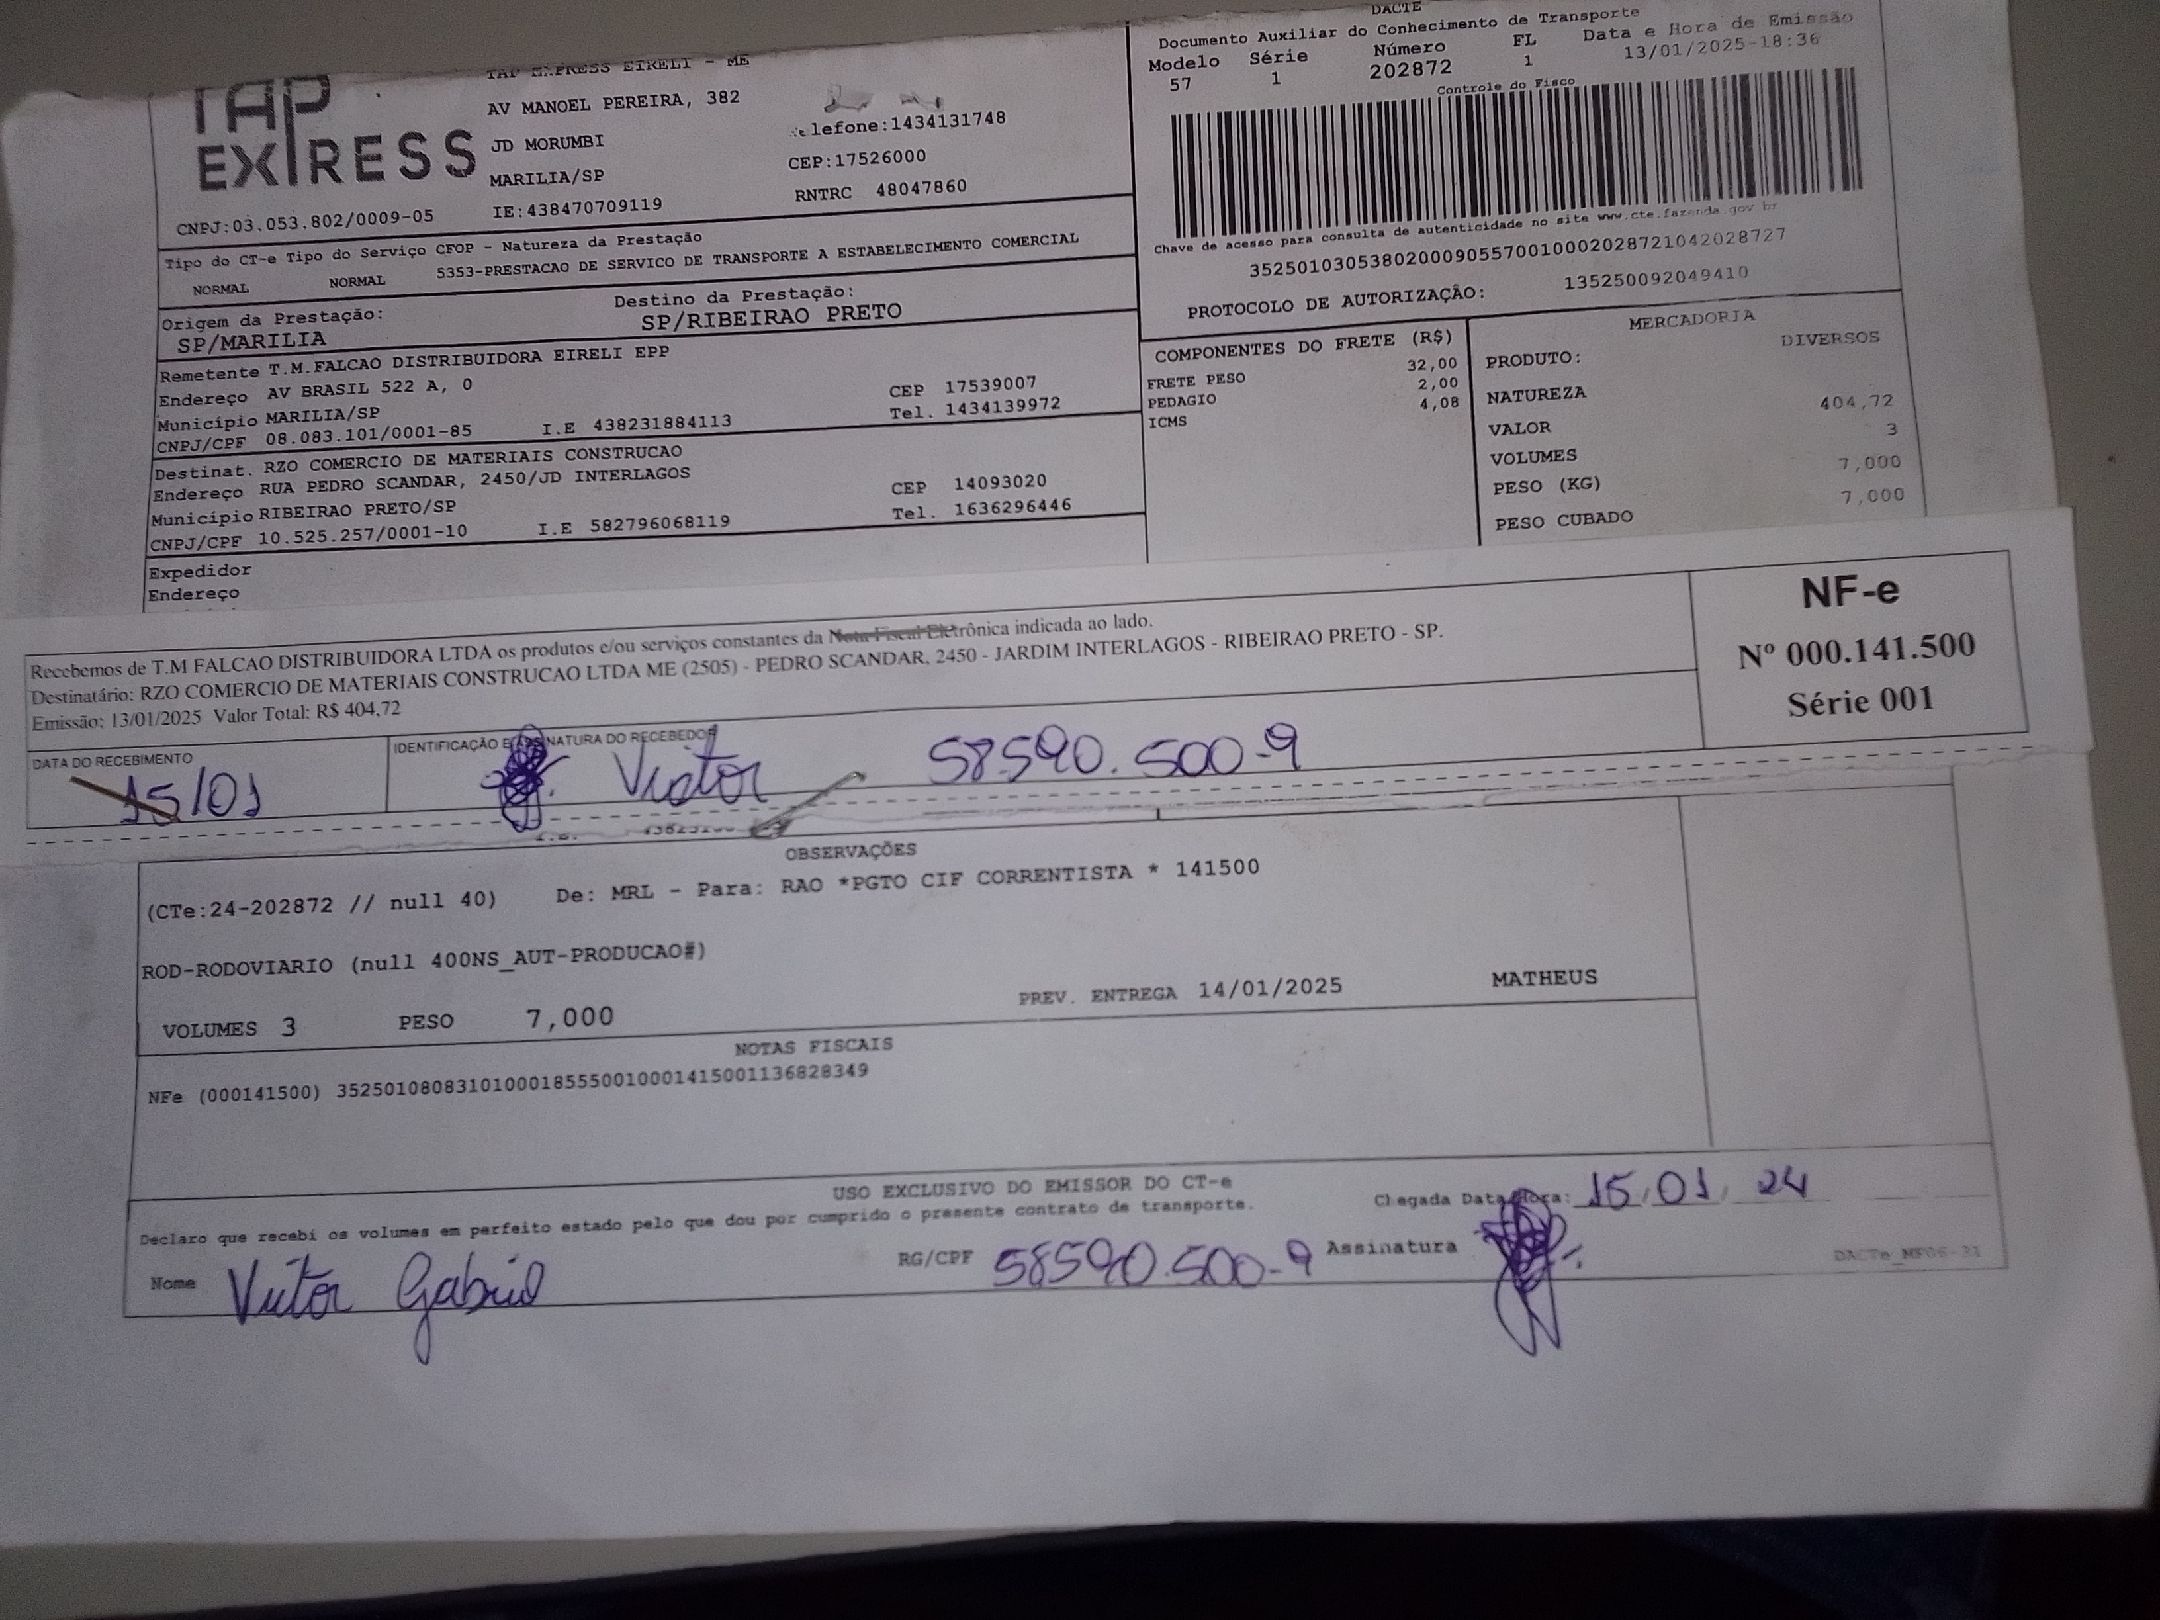 DACTE
Documento Auxiliar do Conhecimento de Transporte
Modelo Série Número FL Data e Hora de Emissão
57 1 202872 1 13/01/2025-18:36
Controle do Fisco
TAP EXPRESS
TAP EXPRESS EIRELI - ME
AV MANOEL PEREIRA, 382
JD MORUMBI
MARILIA/SP
lefone:1434131748
CEP:17526000
RNTRC 48047860
CNPJ:03.053.802/0009-05 IE:438470709119
Chave de acesso para consulta de autenticidade no site www.cte.fazenda.gov br
35250103053802000905570010002028721042028727
PROTOCOLO DE AUTORIZAÇÃO: 135250092049410
Tipo do CT-e Tipo do Serviço CFOP - Natureza da Prestação
NORMAL NORMAL 5353-PRESTACAO DE SERVICO DE TRANSPORTE A ESTABELECIMENTO COMERCIAL
Origem da Prestação: Destino da Prestação:
SP/MARILIA SP/RIBEIRAO PRETO
Remetente T.M.FALCAO DISTRIBUIDORA EIRELI EPP
Endereço AV BRASIL 522 A, 0 CEP 17539007
Município MARILIA/SP Tel. 1434139972
CNPJ/CPF 08.083.101/0001-85 I.E 438231884113
Destinat. RZO COMERCIO DE MATERIAIS CONSTRUCAO
Endereço RUA PEDRO SCANDAR, 2450/JD INTERLAGOS CEP 14093020
Município RIBEIRAO PRETO/SP Tel. 1636296446
CNPJ/CPF 10.525.257/0001-10 I.E 582796068119
Expedidor
Endereço
COMPONENTES DO FRETE (R$)
FRETE PESO 32,00
PEDAGIO 2,00
ICMS 4,08
MERCADORIA
PRODUTO: DIVERSOS
NATUREZA
VALOR 404,72
VOLUMES 3
PESO (KG) 7,000
PESO CUBADO 7,000
Recebemos de T.M FALCAO DISTRIBUIDORA LTDA os produtos e/ou serviços constantes da Nota Fiscal Eletrônica indicada ao lado.
Destinatário: RZO COMERCIO DE MATERIAIS CONSTRUCAO LTDA ME (2505) - PEDRO SCANDAR, 2450 - JARDIM INTERLAGOS - RIBEIRAO PRETO - SP.
Emissão: 13/01/2025 Valor Total: R$ 404,72
NF-e
Nº 000.141.500
Série 001
DATA DO RECEBIMENTO IDENTIFICAÇÃO E ASSINATURA DO RECEBEDOR
15/01 Victor 58590.500-9
OBSERVAÇÕES
(CTe:24-202872 // null 40) De: MRL - Para: RAO *PGTO CIF CORRENTISTA * 141500
ROD-RODOVIARIO (null 400NS_AUT-PRODUCAO#)
VOLUMES 3 PESO 7,000 PREV. ENTREGA 14/01/2025 MATHEUS
NOTAS FISCAIS
NFe (000141500) 35250108083101000185550010001415001136828349
USO EXCLUSIVO DO EMISSOR DO CT-e
Declaro que recebi os volumes em perfeito estado pelo que dou por cumprido o presente contrato de transporte.
Chegada Data/Hora: 15/01/24
Nome Victor Gabriel RG/CPF 58590.500-9 Assinatura
DACTe_MF06-31